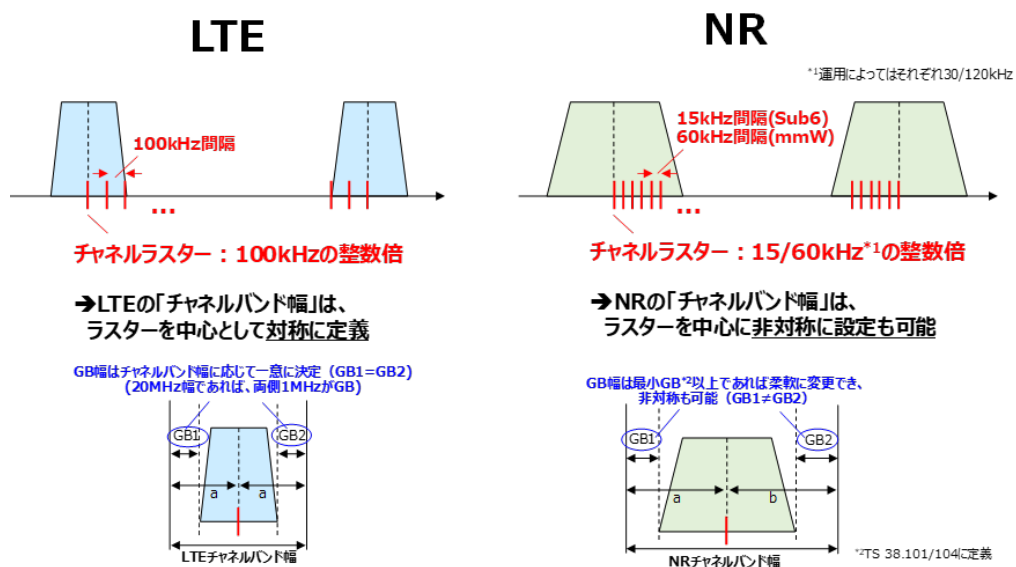 LTE
100kHz間隔
...
チャネルラスター：100kHzの整数倍
➔LTEの「チャネルバンド幅」は、
ラスターを中心として対称に定義
GB幅はチャネルバンド幅に応じて一意に決定（GB1=GB2)
(20MHz幅であれば、両側1MHzがGB)
GB1
GB2
a
a
LTEチャネルバンド幅
NR
*1運用によってはそれぞれ30/120kHz
15kHz間隔(Sub6)
60kHz間隔(mmW)
...
チャネルラスター：15/60kHz*1の整数倍
➔NRの「チャネルバンド幅」は、
ラスターを中心に非対称に設定も可能
GB幅は最小GB*2以上であれば柔軟に変更でき、
非対称も可能（GB1≠GB2）
GB1
GB2
a
b
NRチャネルバンド幅
*2TS 38.101/104に定義